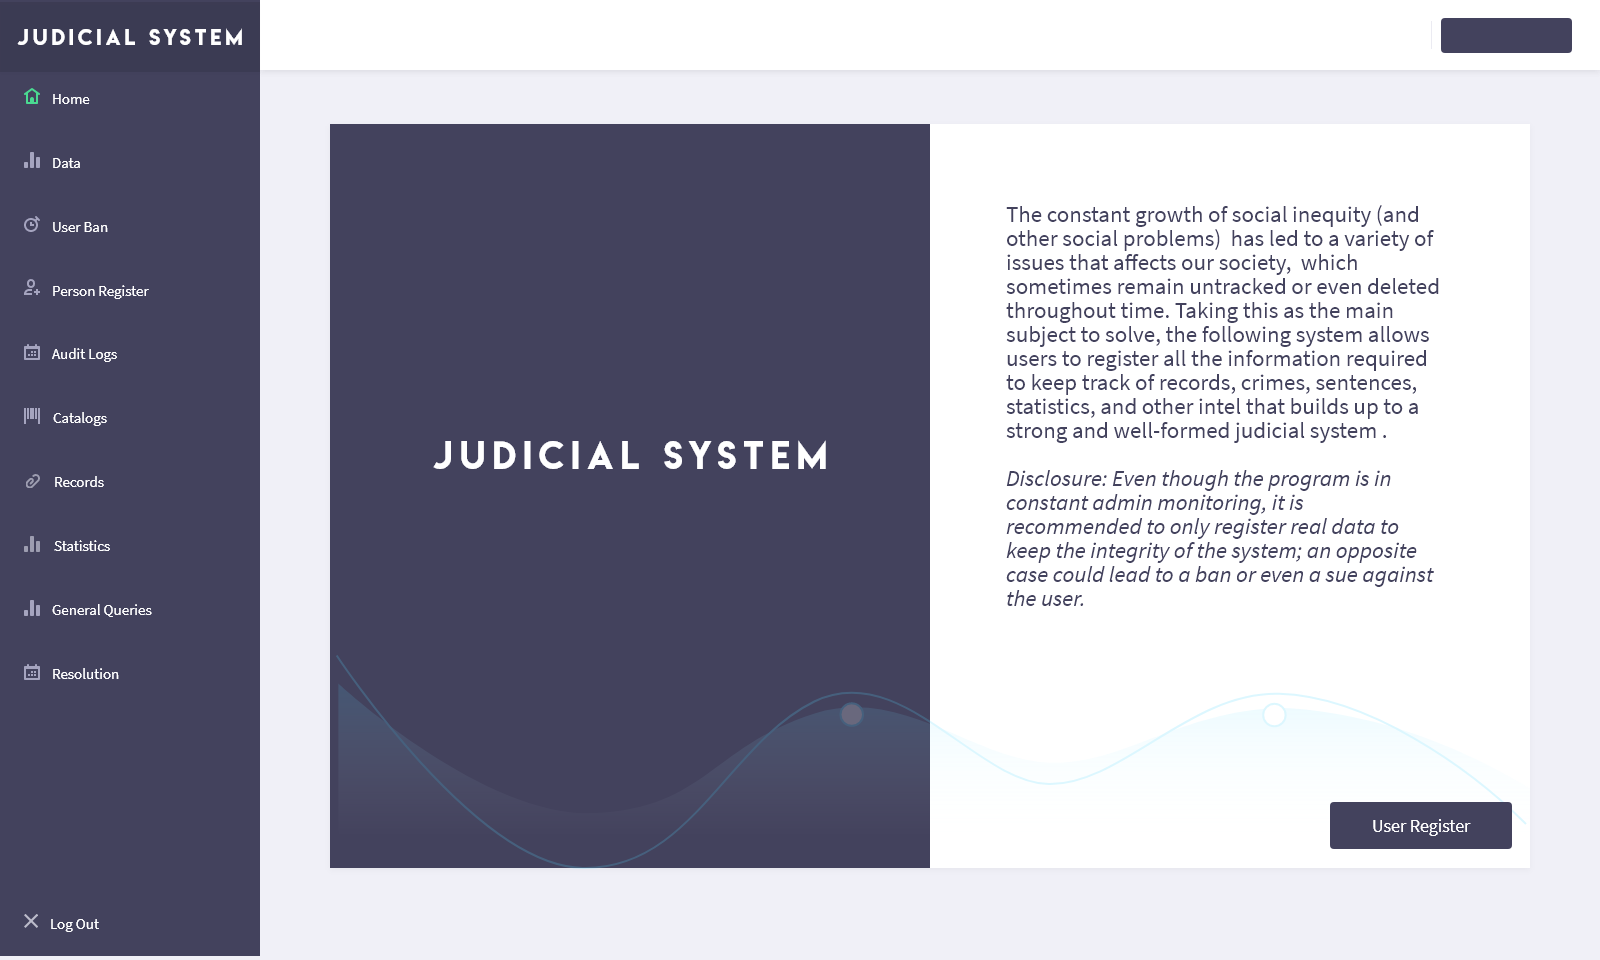 JUDICIAL SYSTEM
Home
Data
User Ban
Person Register
Audit Logs
Catalogs
Records
Statistics
General Queries
Resolution
Log Out
JUDICIAL SYSTEM
The constant growth of social inequity (and
other social problems)  has led to a variety of
issues that affects our society,  which
sometimes remain untracked or even deleted
throughout time. Taking this as the main
subject to solve, the following system allows
users to register all the information required
to keep track of records, crimes, sentences,
statistics, and other intel that builds up to a
strong and well-formed judicial system .
Disclosure: Even though the program is in
constant admin monitoring, it is
recommended to only register real data to
keep the integrity of the system; an opposite
case could lead to a ban or even a sue against
the user.
User Register